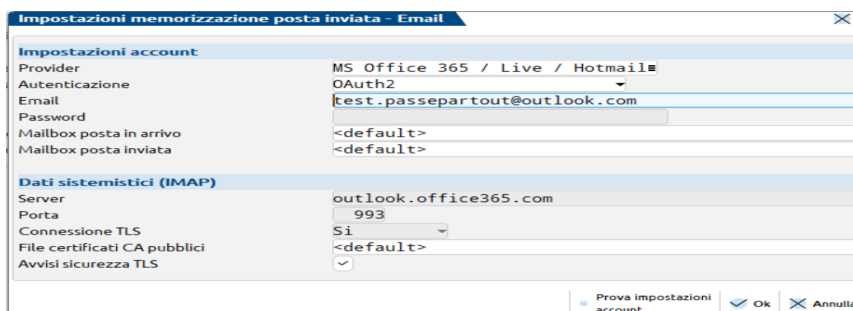 Impostazioni memorizzazione posta inviata - Email
Impostazioni account
Provider MS Office 365 / Live / Hotmail
Autenticazione OAuth2
Email test.passepartout@outlook.com
Password
Mailbox posta in arrivo <default>
Mailbox posta inviata <default>
Dati sistemistici (IMAP)
Server outlook.office365.com
Porta 993
Connessione TLS Si
File certificati CA pubblici <default>
Avvisi sicurezza TLS
Prova impostazioni account Ok Annulla